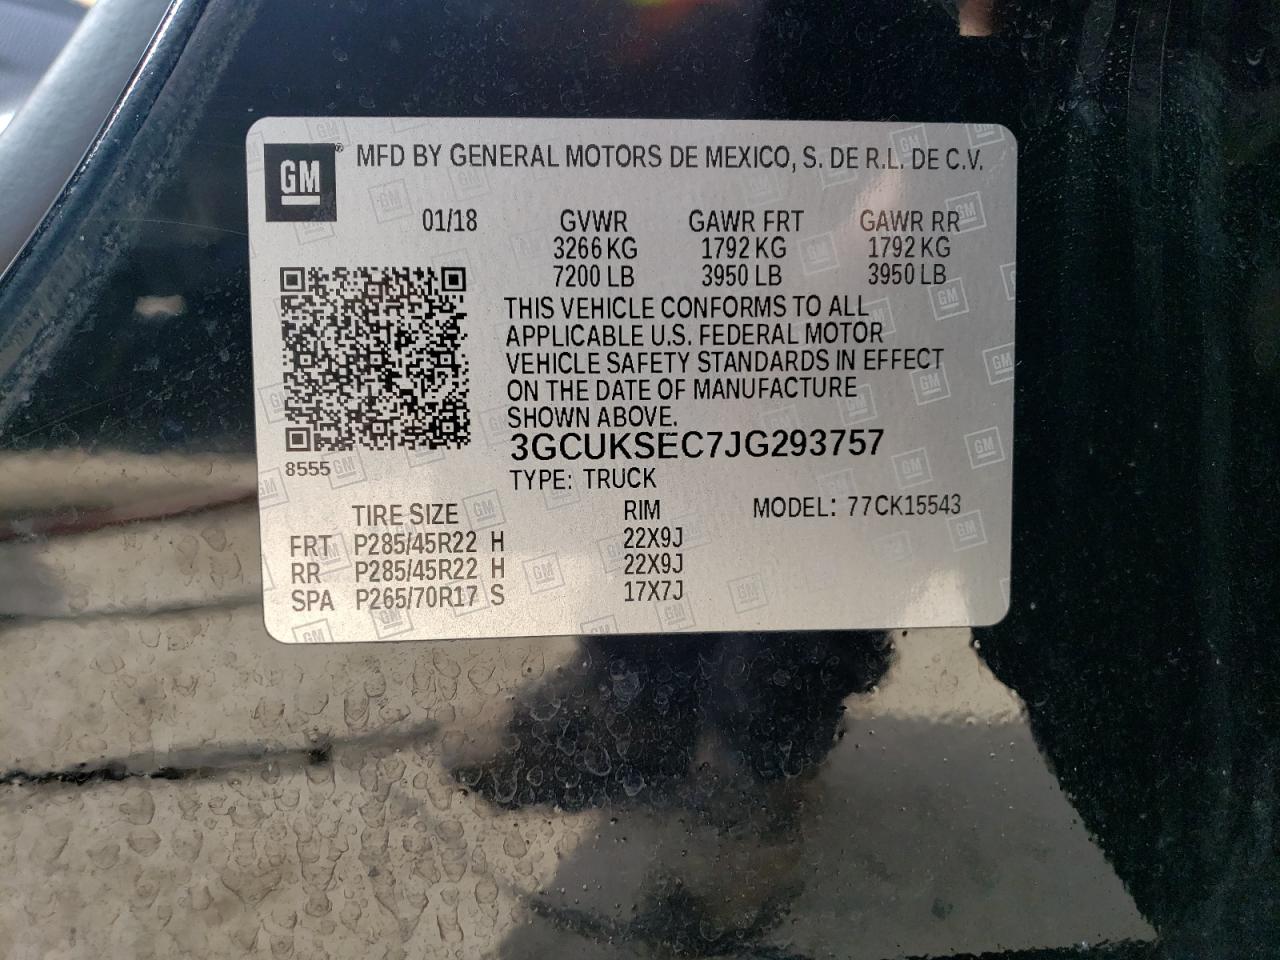 GM
MFD BY GENERAL MOTORS DE MEXICO, S. DE R.L. DE C.V.
01/18 GVWR GAWR FRT GAWR RR
3266 KG 1792 KG 1792 KG
7200 LB 3950 LB 3950 LB
THIS VEHICLE CONFORMS TO ALL
APPLICABLE U.S. FEDERAL MOTOR
VEHICLE SAFETY STANDARDS IN EFFECT
ON THE DATE OF MANUFACTURE
SHOWN ABOVE.
3GCUKSEC7JG293757
8555
TYPE: TRUCK
TIRE SIZE RIM MODEL: 77CK15543
FRT P285/45R22 H 22X9J
RR P285/45R22 H 22X9J
SPA P265/70R17 S 17X7J